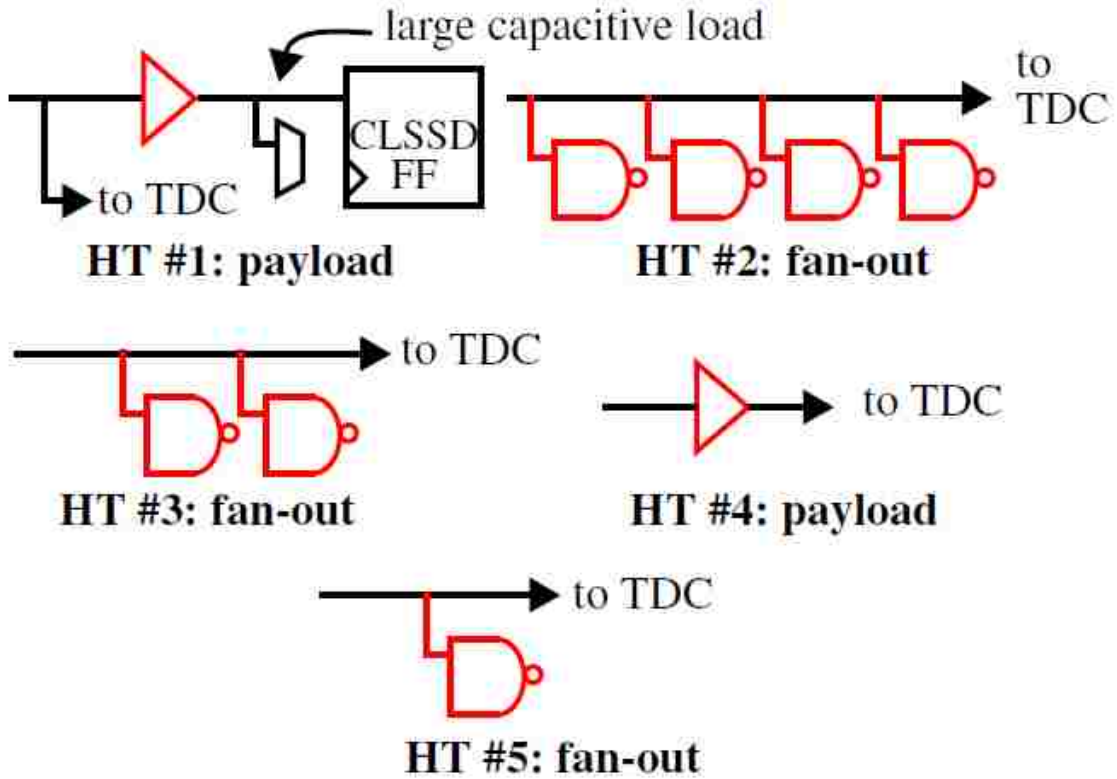 large capacitive load
CLSSD
FF
to TDC
HT #1: payload
to
TDC
HT #2: fan-out
to TDC
HT #3: fan-out
to TDC
HT #4: payload
to TDC
HT #5: fan-out